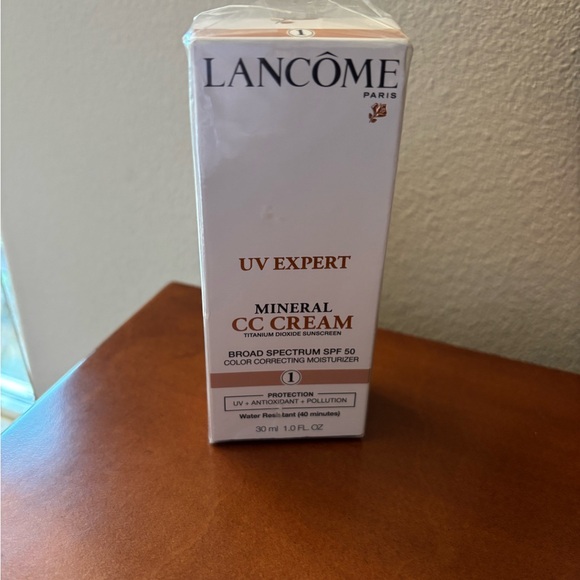 1
LANCÔME
PARIS
UV EXPERT
MINERAL
CC CREAM
TITANIUM DIOXIDE SUNSCREEN
BROAD SPECTRUM SPF 50
COLOR CORRECTING MOISTURIZER
1
PROTECTION
UV + ANTIOXIDANT + POLLUTION
Water Resistant (40 minutes)
30 ml 1.0 FL. OZ